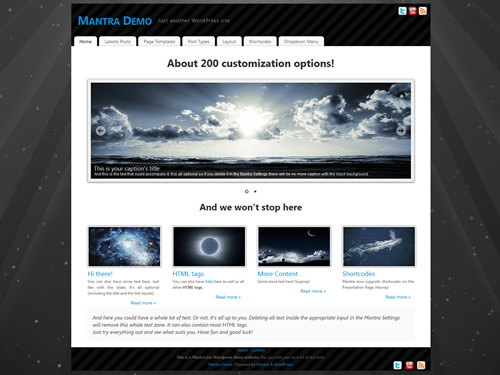 Mantra Demo Just another WordPress site
Home Latests Posts Page Templates Post Types Layout Shortcodes Dropdown Menu
About 200 customization options!
This is your caption's title
And this is the text that could accompany it. It is all optional so if you delete it in the Mantra Settings there will be no more caption with the black background.
And we won't stop here
Hi there!
You can also have some text here. Just like with the slider, it's all optional (including the title and the link inputs).
Read more »
HTML tags
You can also have links here as well as all other HTML tags.
Read more »
More Content
Some more text here! Surprise!
Read more »
Shortcodes
Mantra now supports shortcodes on the Presentation Page. Hooray!
Read more »
And here you could have a whole lot of text. Or not. It's all up to you. Deleting all text inside the appropriate input in the Mantra Settings
will remove this whole text zone. It can also contain most HTML tags.
Just try everything out and see what suits you. Have fun and good luck!
This is a Mantra for Wordpress demo website. You can add your own bit of text here.
Mantra Demo | Powered by Mantra & WordPress